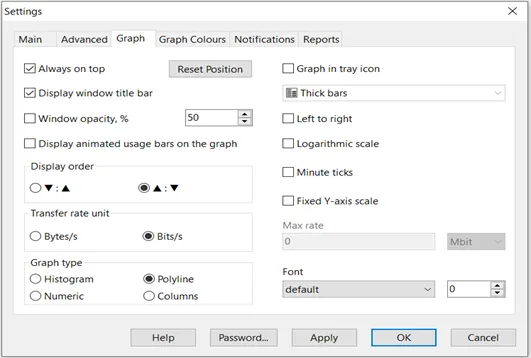 Settings
Main
Advanced
Graph
Graph Colours
Notifications
Reports
Always on top
Reset Position
Graph in tray icon
Display window title bar
Thick bars
Window opacity, %
50
Left to right
Display animated usage bars on the graph
Logarithmic scale
Display order
▼ : ▲
▲ : ▼
Minute ticks
Fixed Y-axis scale
Transfer rate unit
Bytes/s
Bits/s
Max rate
0
Mbit
Graph type
Histogram
Polyline
Numeric
Columns
Font
default
0
Help
Password...
Apply
OK
Cancel